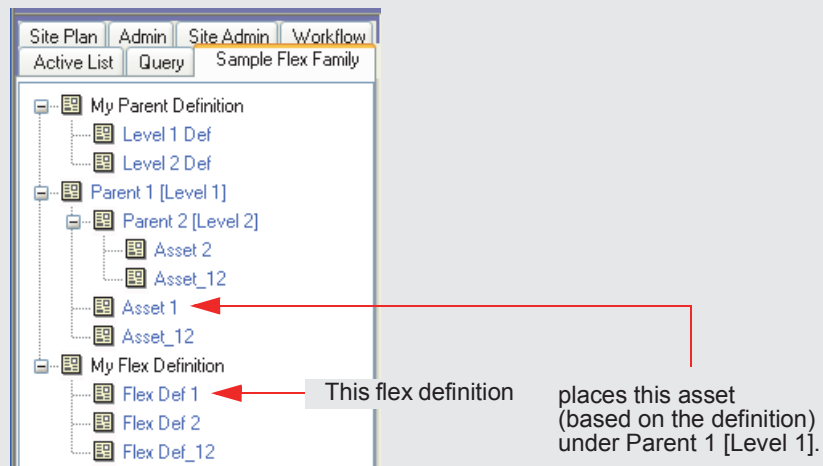 Site Plan Admin Site Admin Workflow
Active List Query Sample Flex Family
My Parent Definition
Level 1 Def
Level 2 Def
Parent 1 [Level 1]
Parent 2 [Level 2]
Asset 2
Asset_12
Asset 1
Asset_12
My Flex Definition
Flex Def 1
Flex Def 2
Flex Def_12
This flex definition
places this asset
(based on the definition)
under Parent 1 [Level 1].